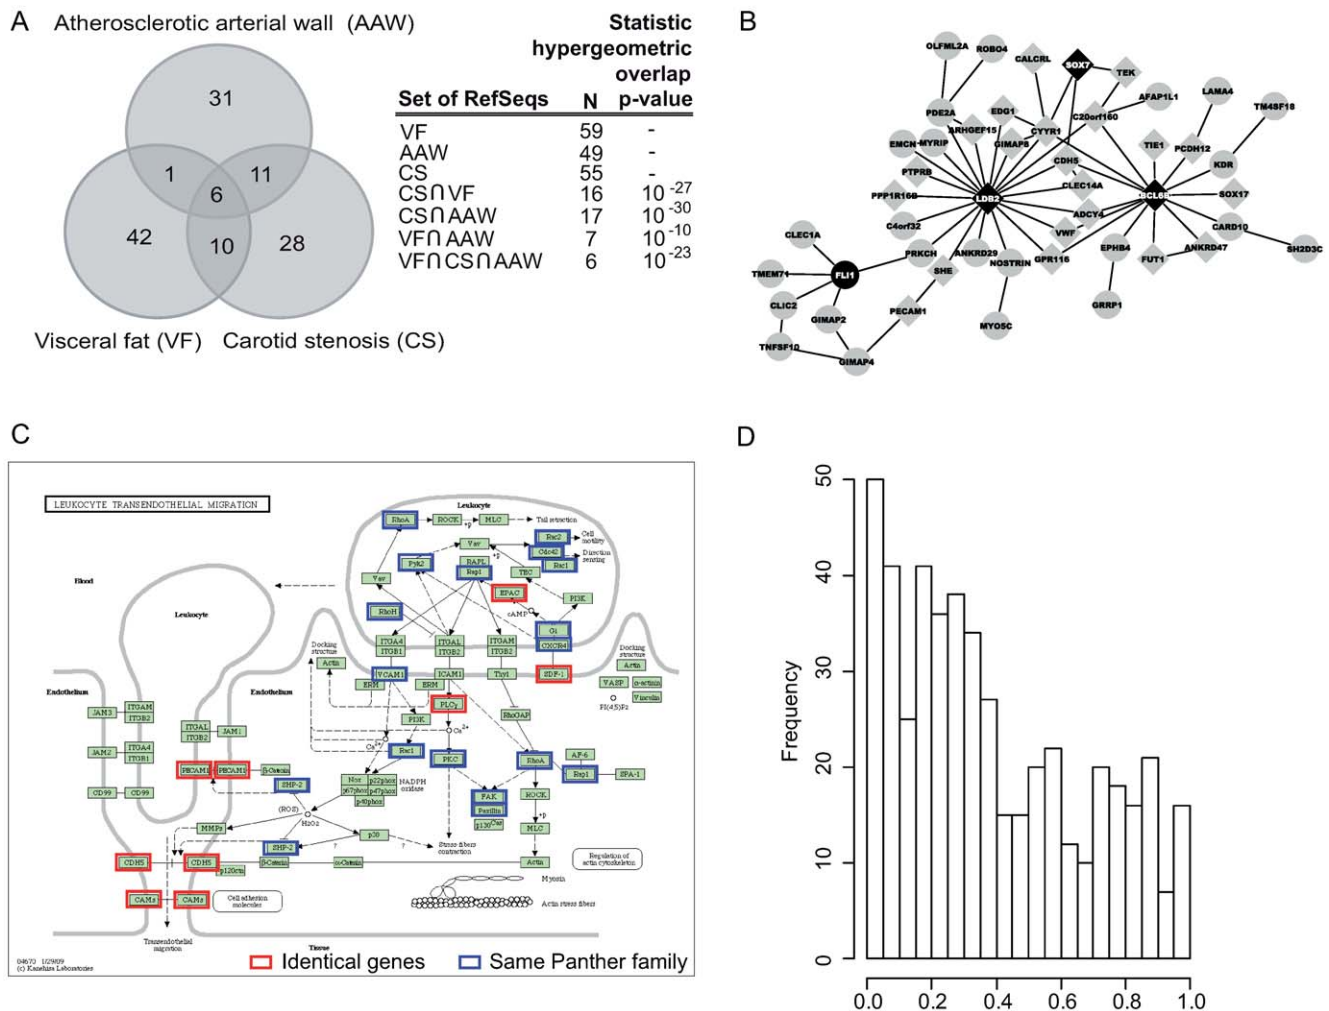 A
Atherosclerotic arterial wall (AAW)
31
1
11
6
42
10
28
Visceral fat (VF)
Carotid stenosis (CS)
Statistic
hypergeometric
overlap
Set of RefSeqs N p-value
VF 59 -
AAW 49 -
CS 55 -
CS∩VF 16 10-27
CS∩AAW 17 10-30
VF∩AAW 7 10-10
VF∩CS∩AAW 6 10-23
B
OLFML2A
ROBO4
CALCRL
SOX7
TEK
LAMA4
AFAP1L1
TM4SF18
PDE2A
EDG1
C20orf160
ARHGEF15
CYYR1
EMCN
MYRIP
GIMAP8
TIE1
PCDH12
CDH5
KDR
PTPRB
CLEC14A
PPP1R16B
LDB2
SOX17
ADCY4
C4orf32
VWF
CARD10
CLEC1A
EPHB4
ANKRD47
SH2D3C
PRKCH
ANKRD29
NOSTRIN
GPR116
FUT1
TMEM71
FLI1
SHE
CLIC2
GIMAP2
PECAM1
MYO5C
GRRP1
TNFSF10
GIMAP4
C
LEUKOCYTE TRANSENDOTHELIAL MIGRATION
Leukocyte
RhoA
ROCK
+p
MLC
Tail retraction
Vav
Rac2
Cell
motility
Cdc42
Direction
sensing
Rac1
Pyk2
RAPL
Rap1
+p
TEC
Vav
Blood
EPAC
PI3K
cAMP
Leukocyte
RhoH
Gi
CXCR4
ITGA4
ITGB1
ITGAL
ITGB2
ITGAM
ITGB2
Docking
structure
Actin
Docking
structure
Actin
VCAM1
ICAM1
Thy1
SDF-1
ERM
ERM
VASP
α-actinin
Vinculin
PI(4,5)P2
Endothelium
Endothelium
PLCγ
PI3K
RhoGAP
JAM3
ITGAM
ITGB2
ITGAL
ITGB2
JAM1
Ca2+
Ca2+
JAM2
ITGA4
ITGB1
Rac1
PKC
RhoA
AF-6
Rap1
SPA-1
PECAM1
PECAM1
β-Catenin
CD99
CD99
SHP-2
Nox
p22phox
p67phox
p47phox
p40phox
NADPH
oxidase
FAK
Paxillin
p130Cas
ROCK
+p
MLC
(ROS)
H2O2
MMPs
p38
SHP-2
?
?
Stress fibers
contraction
CDH5
CDH5
p120ctn
β-Catenin
α-Catenin
Actin
Regulation of
actin cytoskeleton
CAMs
CAMs
Cell adhesion
molecules
Myosin
Actin stress fibers
Transendothelial
migration
Tissue
04670 1/29/09
(c) Kanehisa Laboratories
Identical genes
Same Panther family
D
Frequency
50
40
30
20
10
0
0.0 0.2 0.4 0.6 0.8 1.0